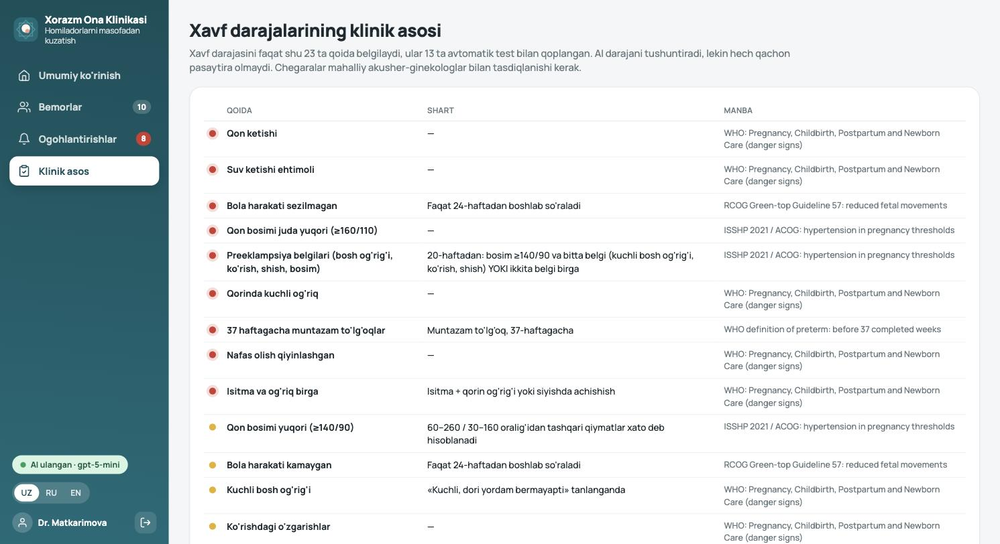 Xorazm Ona Klinikasi
Homiladorlarni masofadan
kuzatish
Umumiy ko'rinish
Bemorlar 10
Ogohlantirishlar 8
Klinik asos
AI ulangan · gpt-5-mini
UZ RU EN
Dr. Matkarimova
Xavf darajalarining klinik asosi
Xavf darajasini faqat shu 23 ta qoida belgilaydi, ular 13 ta avtomatik test bilan qoplangan. AI darajani tushuntiradi, lekin hech qachon
pasaytira olmaydi. Chegaralar mahalliy akusher-ginekologlar bilan tasdiqlanishi kerak.
QOIDA SHART MANBA
Qon ketishi — WHO: Pregnancy, Childbirth, Postpartum and Newborn
Care (danger signs)
Suv ketishi ehtimoli — WHO: Pregnancy, Childbirth, Postpartum and Newborn
Care (danger signs)
Bola harakati sezilmagan Faqat 24-haftadan boshlab so'raladi RCOG Green-top Guideline 57: reduced fetal movements
Qon bosimi juda yuqori (≥160/110) — ISSHP 2021 / ACOG: hypertension in pregnancy thresholds
Preeklampsiya belgilari (bosh og'rig'i, 20-haftadan: bosim ≥140/90 va bitta belgi (kuchli bosh og'rig'i, ISSHP 2021 / ACOG: hypertension in pregnancy thresholds
ko'rish, shish, bosim) ko'rish, shish) YOKI ikkita belgi birga
Qorinda kuchli og'riq — WHO: Pregnancy, Childbirth, Postpartum and Newborn
Care (danger signs)
37 haftagacha muntazam to'lg'oqlar Muntazam to'lg'oq, 37-haftagacha WHO definition of preterm: before 37 completed weeks
Nafas olish qiyinlashgan — WHO: Pregnancy, Childbirth, Postpartum and Newborn
Care (danger signs)
Isitma va og'riq birga Isitma + qorin og'rig'i yoki siyishda achishish WHO: Pregnancy, Childbirth, Postpartum and Newborn
Care (danger signs)
Qon bosimi yuqori (≥140/90) 60–260 / 30–160 oralig'idan tashqari qiymatlar xato deb ISSHP 2021 / ACOG: hypertension in pregnancy thresholds
hisoblanadi
Bola harakati kamaygan Faqat 24-haftadan boshlab so'raladi RCOG Green-top Guideline 57: reduced fetal movements
Kuchli bosh og'rig'i «Kuchli, dori yordam bermayapti» tanlanganda WHO: Pregnancy, Childbirth, Postpartum and Newborn
Care (danger signs)
Ko'rishdagi o'zgarishlar — WHO: Pregnancy, Childbirth, Postpartum and Newborn
Care (danger signs)